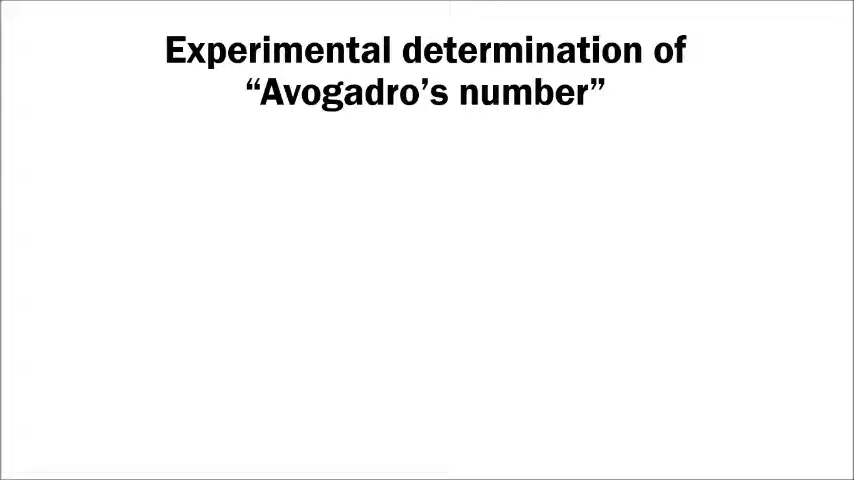 Experimental determination of
“Avogadro’s number”